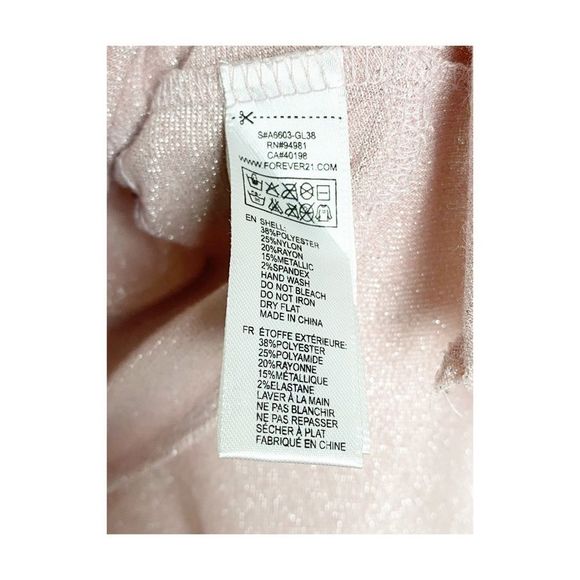 S#A6603-GL38
RN#94981
CA#40198
WWW.FOREVER21.COM
EN SHELL:
38%POLYESTER
25%NYLON
20%RAYON
15%METALLIC
2%SPANDEX
HAND WASH
DO NOT BLEACH
DO NOT IRON
DRY FLAT
MADE IN CHINA
FR ÉTOFFE EXTÉRIEURE:
38%POLYESTER
25%POLYAMIDE
20%RAYONNE
15%MÉTALLIQUE
2%ELASTANE
LAVER À LA MAIN
NE PAS BLANCHIR
NE PAS REPASSER
SÉCHER À PLAT
FABRIQUÉ EN CHINE